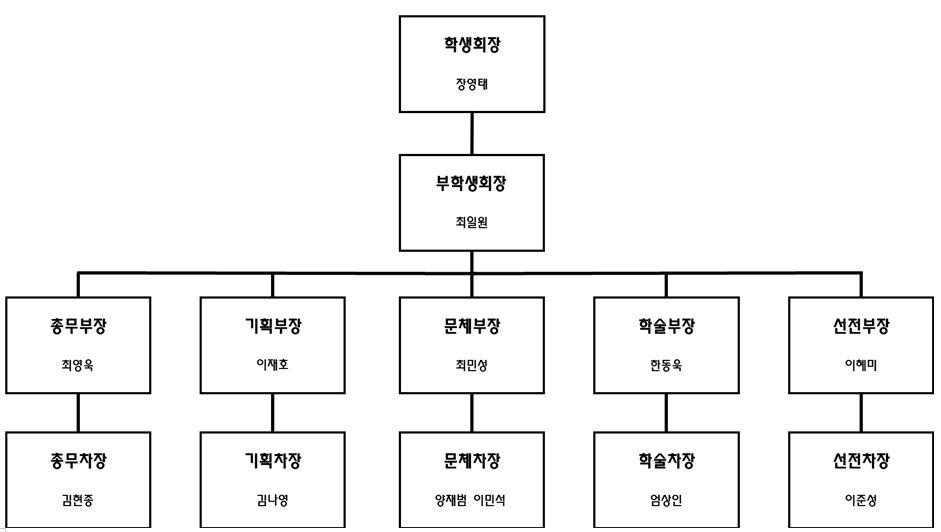 학생회장
장영태
부학생회장
최일원
총무부장
최영욱
기획부장
이재호
문체부장
최민성
학술부장
한동욱
선전부장
이혜미
총무차장
김현종
기획차장
김나영
문체차장
양재범 이민석
학술차장
엄상인
선전차장
이준성